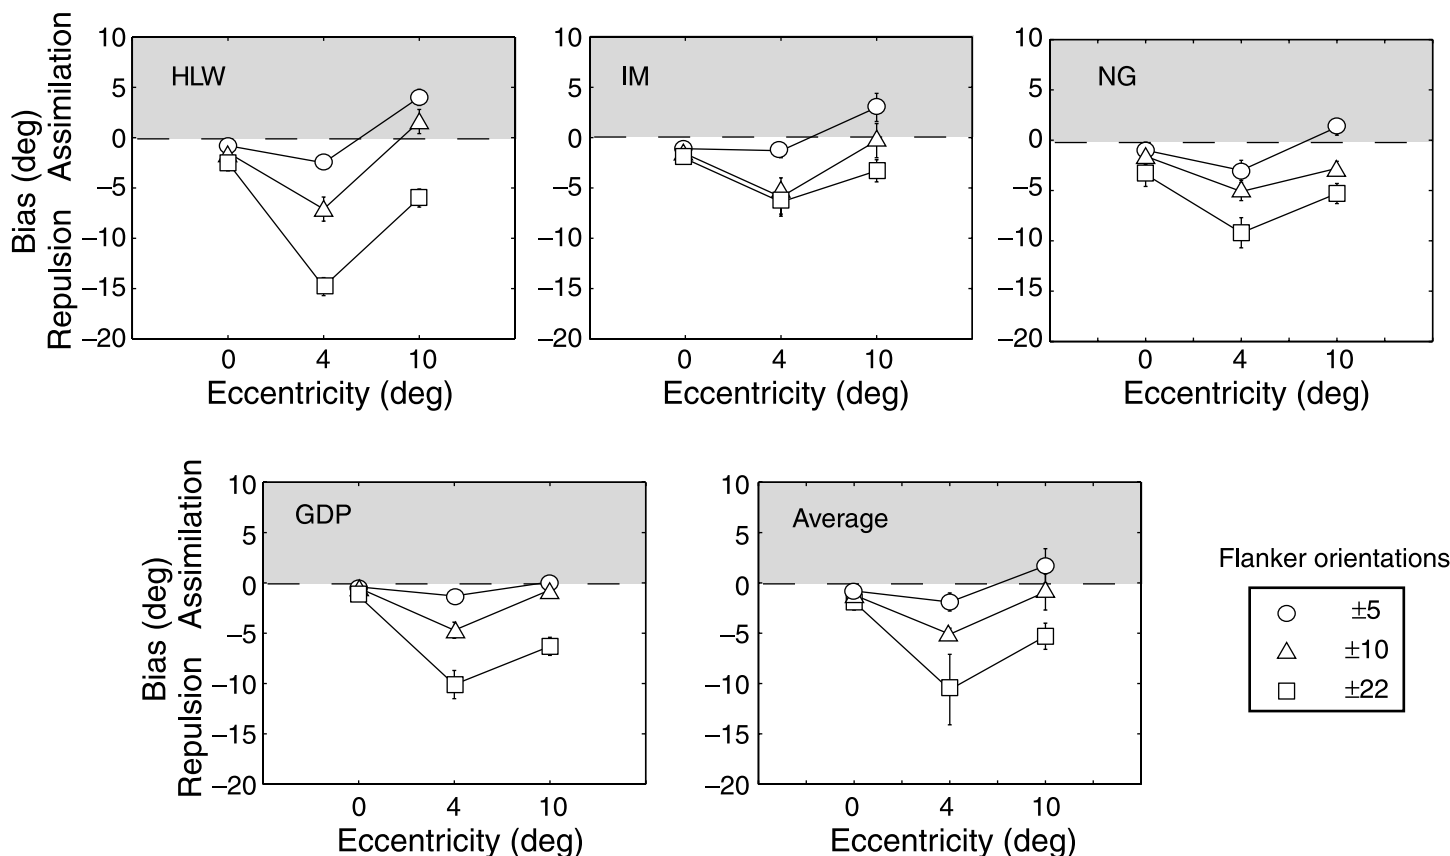 Bias (deg)
Repulsion Assimilation
10
5
0
−5
−10
−15
−20
HLW
0 4 10
Eccentricity (deg)
10
5
0
−5
−10
−15
−20
IM
0 4 10
Eccentricity (deg)
10
5
0
−5
−10
−15
−20
NG
0 4 10
Eccentricity (deg)
Bias (deg)
Repulsion Assimilation
10
5
0
−5
−10
−15
−20
GDP
0 4 10
Eccentricity (deg)
10
5
0
−5
−10
−15
−20
Average
0 4 10
Eccentricity (deg)
Flanker orientations
±5
±10
±22